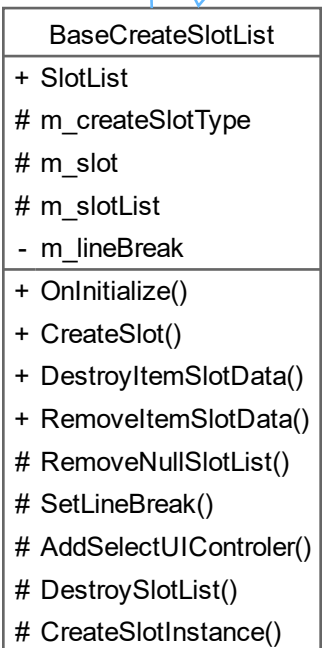 BaseCreateSlotList
+ SlotList
# m_createSlotType
# m_slot
# m_slotList
- m_lineBreak
+ OnInitialize()
+ CreateSlot()
+ DestroyItemSlotData()
+ RemoveItemSlotData()
# RemoveNullSlotList()
# SetLineBreak()
# AddSelectUIControler()
# DestroySlotList()
# CreateSlotInstance()